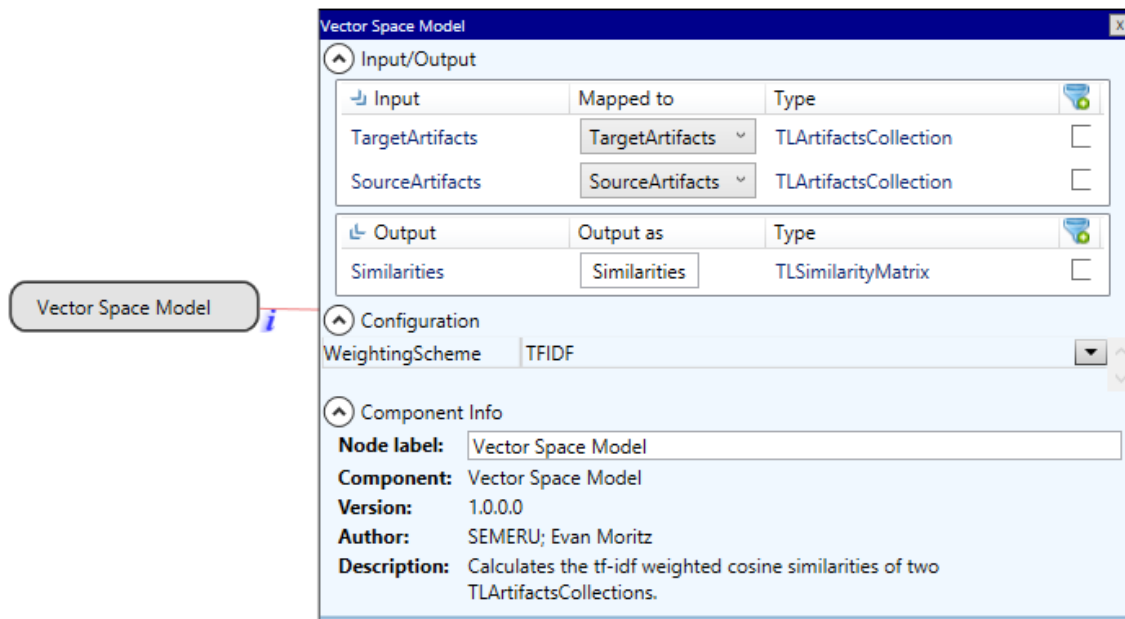 Vector Space Model
X
Input/Output
Input Mapped to Type
TargetArtifacts TargetArtifacts TLArtifactsCollection
SourceArtifacts SourceArtifacts TLArtifactsCollection
Output Output as Type
Similarities Similarities TLSimilarityMatrix
Vector Space Model
i
Configuration
WeightingScheme TFIDF
Component Info
Node label: Vector Space Model
Component: Vector Space Model
Version: 1.0.0.0
Author: SEMERU; Evan Moritz
Description: Calculates the tf-idf weighted cosine similarities of two
TLArtifactsCollections.